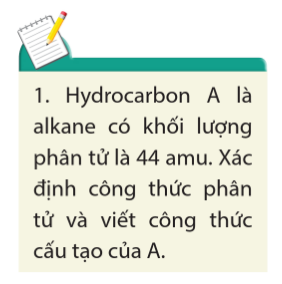 1. Hydrocarbon A là
alkane có khối lượng
phân tử là 44 amu. Xác
định công thức phân
tử và viết công thức
cấu tạo của A.